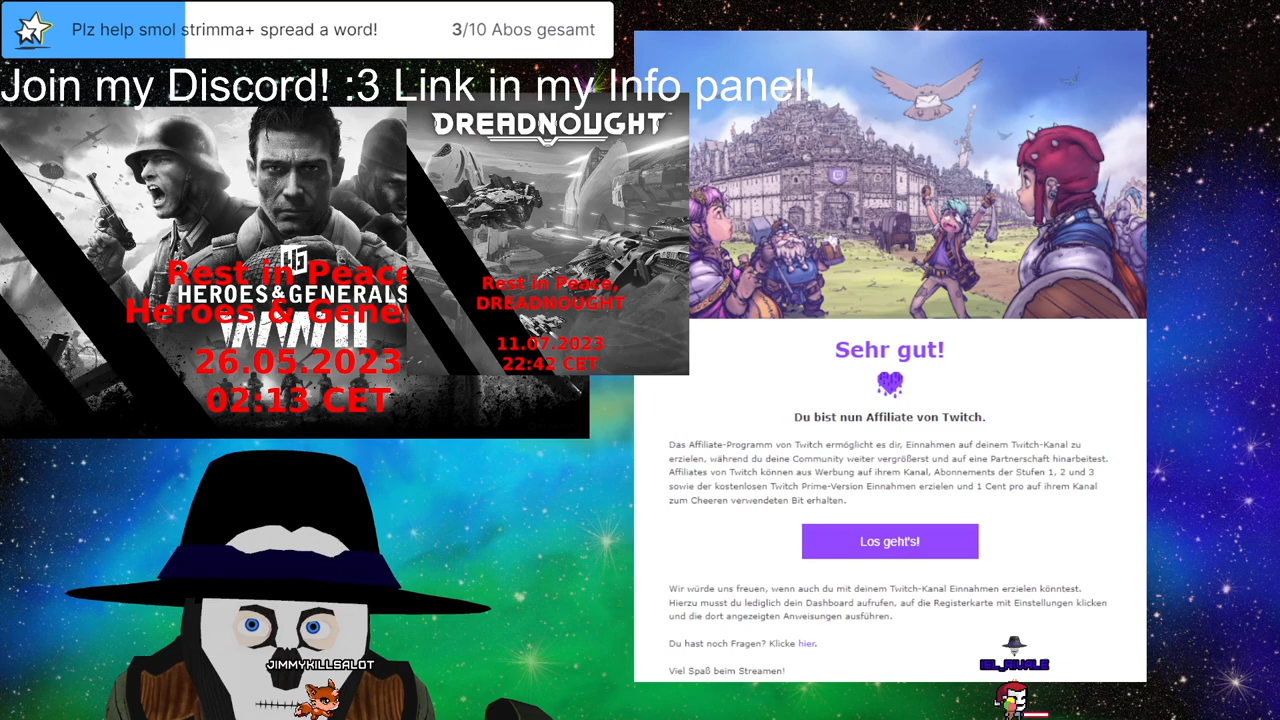 Plz help smol strimma+ spread a word!
3/10 Abos gesamt
Join my Discord! :3 Link in my Info panel!
DREADNOUGHT
Rest in Peace,
DREADNOUGHT
11.07.2023
22:42 CET
Rest in Peace
HEROES & GENERALS
Heroes & Gene
WWII
26.05.2023
02:13 CET
Sehr gut!
Du bist nun Affiliate von Twitch.
Das Affiliate-Programm von Twitch ermöglicht es dir, Einnahmen auf deinem Twitch-Kanal zu
erzielen, während du deine Community weiter vergrößerst und auf eine Partnerschaft hinarbeitest.
Affiliates von Twitch können aus Werbung auf ihrem Kanal, Abonnements der Stufen 1, 2 und 3
sowie der kostenlosen Twitch Prime-Version Einnahmen erzielen und 1 Cent pro auf ihrem Kanal
zum Cheeren verwendeten Bit erhalten.
Los geht's!
Wir würde uns freuen, wenn auch du mit deinem Twitch-Kanal Einnahmen erzielen könntest.
Hierzu musst du lediglich dein Dashboard aufrufen, auf die Registerkarte mit Einstellungen klicken
und die dort angezeigten Anweisungen ausführen.
Du hast noch Fragen? Klicke hier.
Viel Spaß beim Streamen!
JIMMYKILLSALOT